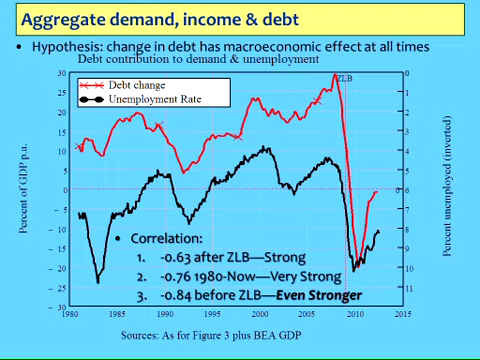 Aggregate demand, income & debt
• Hypothesis: change in debt has macroeconomic effect at all times
Debt contribution to demand & unemployment
ZLB
Debt change
Unemployment Rate
Percent of GDP p.a.
30
25
20
15
10
5
0
− 5
− 10
− 15
− 20
− 25
− 30
0
1
2
3
4
5
6
7
8
9
10
11
Percent unemployed (inverted)
• Correlation:
1. -0.63 after ZLB—Strong
2. -0.76 1980-Now—Very Strong
3. -0.84 before ZLB—Even Stronger
1980 1985 1990 1995 2000 2005 2010 2015
Sources: As for Figure 3 plus BEA GDP